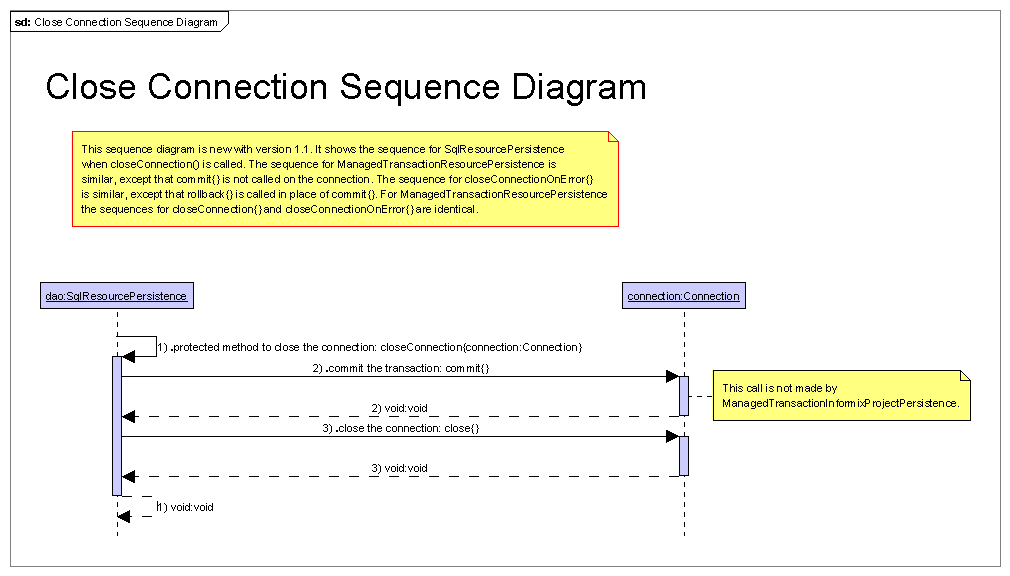 sd: Close Connection Sequence Diagram
Close Connection Sequence Diagram
This sequence diagram is new with version 1.1. It shows the sequence for SqlResourcePersistence
when closeConnection() is called. The sequence for ManagedTransactionResourcePersistence is
similar, except that commit{} is not called on the connection. The sequence for closeConnectionOnError{}
is similar, except that rollback{} is called in place of commit{}. For ManagedTransactionResourcePersistence
the sequences for closeConnection{} and closeConnectionOnError{} are identical.
dao:SqlResourcePersistence
connection:Connection
1) .protected method to close the connection: closeConnection{connection:Connection}
2) .commit the transaction: commit{}
This call is not made by
ManagedTransactionInformixProjectPersistence.
2) void:void
3) .close the connection: close{}
3) void:void
1) void:void